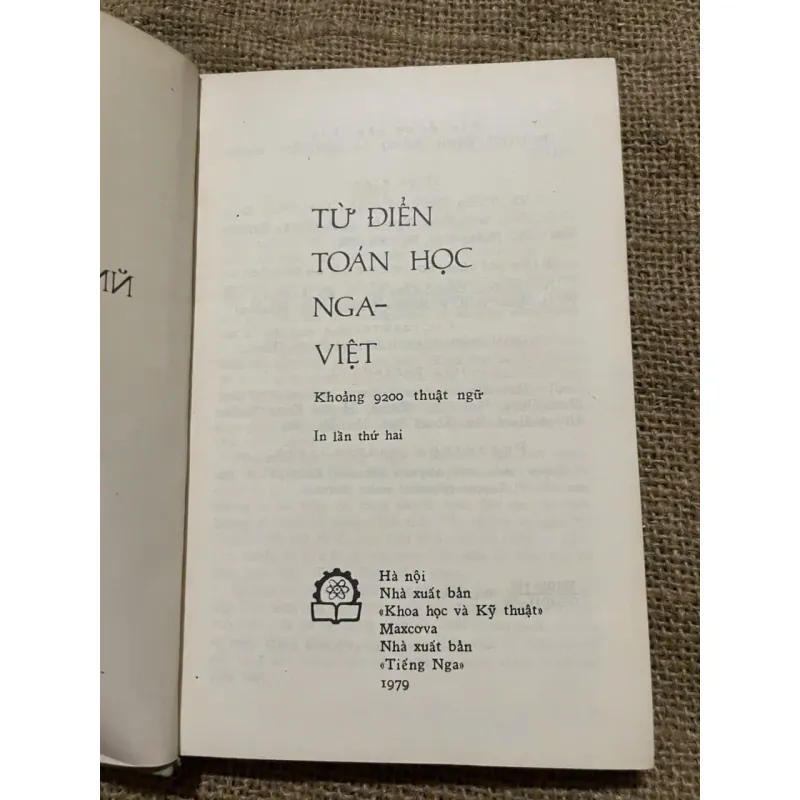 TỪ ĐIỂN
TOÁN HỌC
NGA-
VIỆT
Khoảng 9200 thuật ngữ
In lần thứ hai
Hà nội
Nhà xuất bản
«Khoa học và Kỹ thuật»
Maxcơva
Nhà xuất bản
«Tiếng Nga»
1979